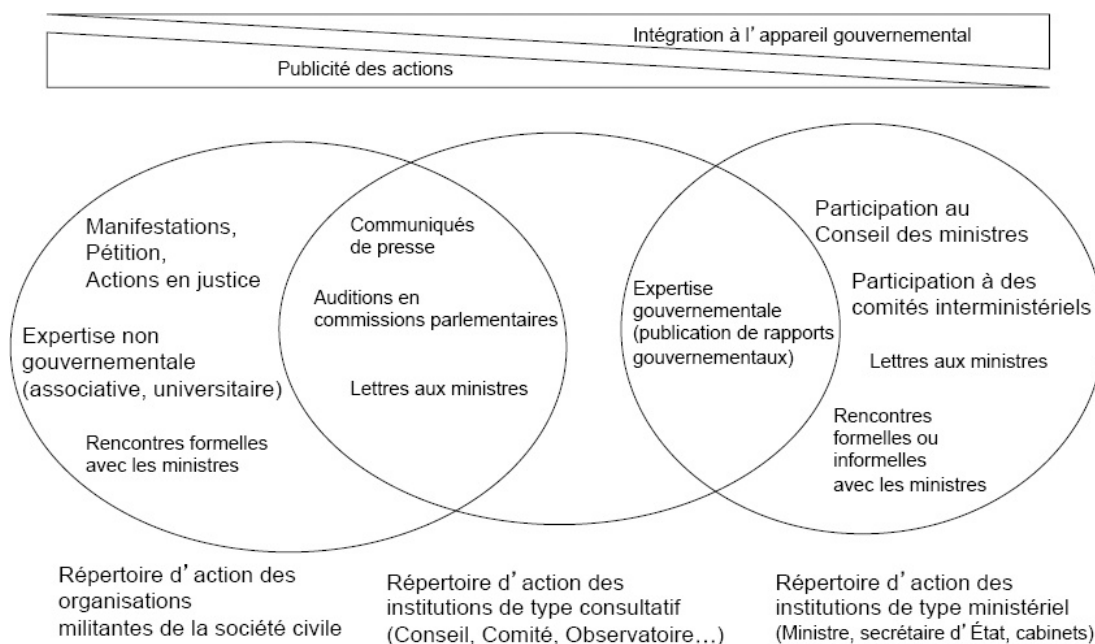 Intégration à l'appareil gouvernemental
Publicité des actions
Manifestations,
Pétition,
Actions en justice
Expertise non
gouvernementale
(associative, universitaire)
Rencontres formelles
avec les ministres
Communiqués
de presse
Auditions en
commissions parlementaires
Lettres aux ministres
Expertise
gouvernementale
(publication de rapports
gouvernementaux)
Participation au
Conseil des ministres
Participation à des
comités interministériels
Lettres aux ministres
Rencontres
formelles ou
informelles
avec les ministres
Répertoire d'action des
organisations
militantes de la société civile
Répertoire d'action des
institutions de type consultatif
(Conseil, Comité, Observatoire…)
Répertoire d'action des
institutions de type ministériel
(Ministre, secrétaire d'État, cabinets)